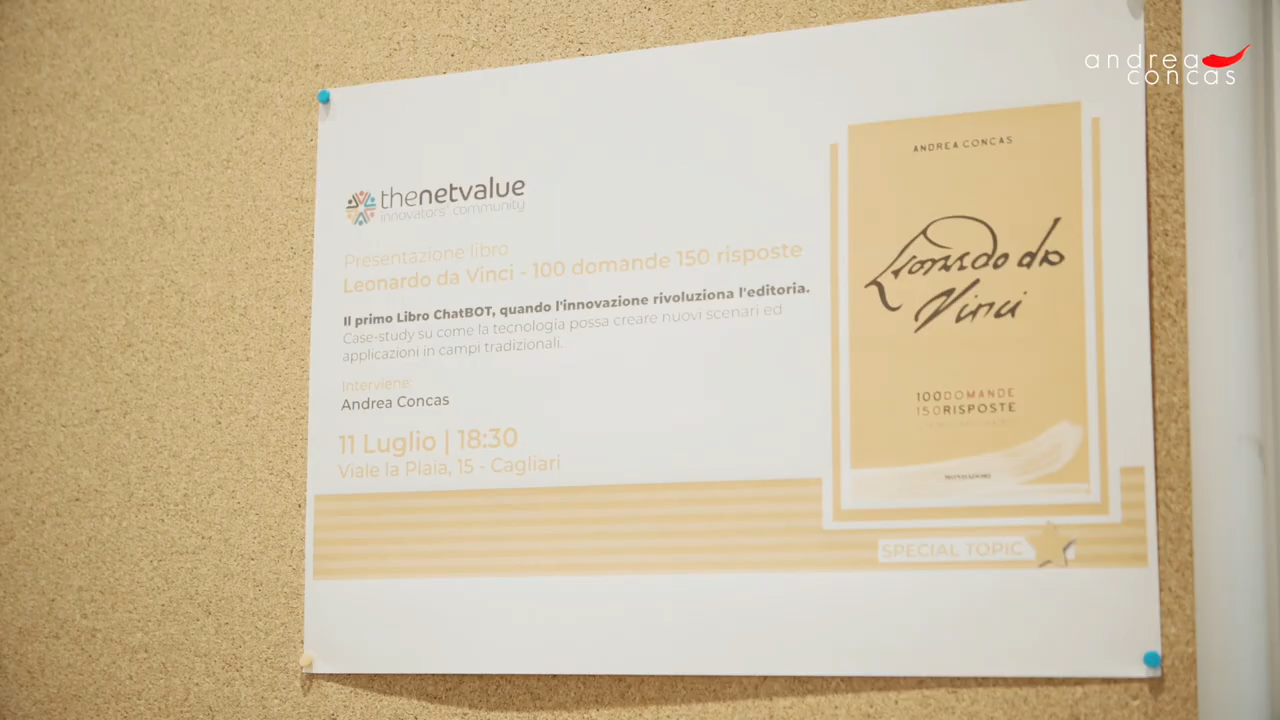 andrea
concas
thenetvalue
innovators' community
Presentazione libro
Leonardo da Vinci - 100 domande 150 risposte
Il primo Libro ChatBOT, quando l'innovazione rivoluziona l'editoria.
Case-study su come la tecnologia possa creare nuovi scenari ed
applicazioni in campi tradizionali.
Interviene:
Andrea Concas
11 Luglio | 18:30
Viale la Plaia, 15 - Cagliari
ANDREA CONCAS
Leonardo da
Vinci
100DOMANDE
150RISPOSTE
MONDADORI
SPECIAL TOPIC